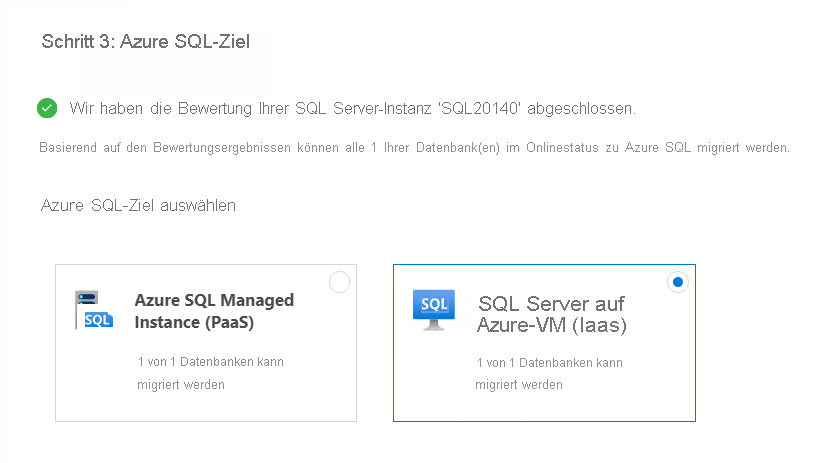 Schritt 3: Azure SQL-Ziel
Wir haben die Bewertung Ihrer SQL Server-Instanz 'SQL20140' abgeschlossen.
Basierend auf den Bewertungsergebnissen können alle 1 Ihrer Datenbank(en) im Onlinestatus zu Azure SQL migriert werden.
Azure SQL-Ziel auswählen
SQL
Azure SQL Managed
Instance (PaaS)
1 von 1 Datenbanken kann
migriert werden
SQL
SQL Server auf
Azure-VM (Iaas)
1 von 1 Datenbanken kann
migriert werden